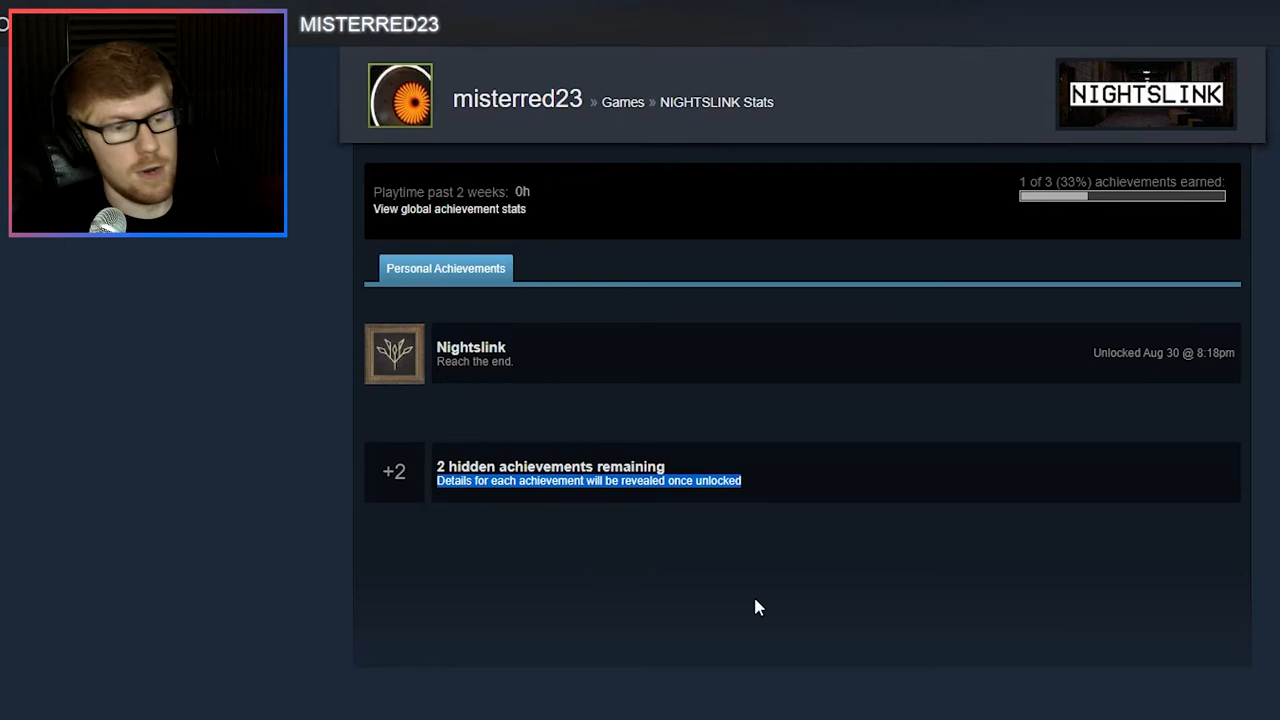 MISTERRED23
misterred23 » Games » NIGHTSLINK Stats
NIGHTSLINK
Playtime past 2 weeks: 0h
View global achievement stats
1 of 3 (33%) achievements earned:
Personal Achievements
Nightslink
Reach the end.
Unlocked Aug 30 @ 8:18pm
+2
2 hidden achievements remaining
Details for each achievement will be revealed once unlocked